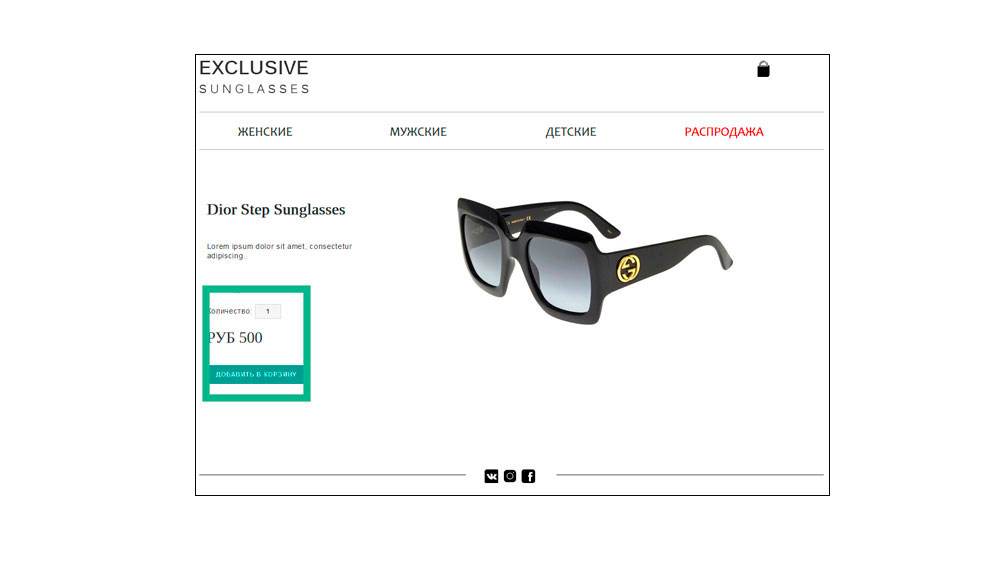 EXCLUSIVE
SUNGLASSES
ЖЕНСКИЕ
МУЖСКИЕ
ДЕТСКИЕ
РАСПРОДАЖА
Dior Step Sunglasses
Lorem ipsum dolor sit amet, consectetur
adipiscing..
Количество: 1
РУБ 500
ДОБАВИТЬ В КОРЗИНУ